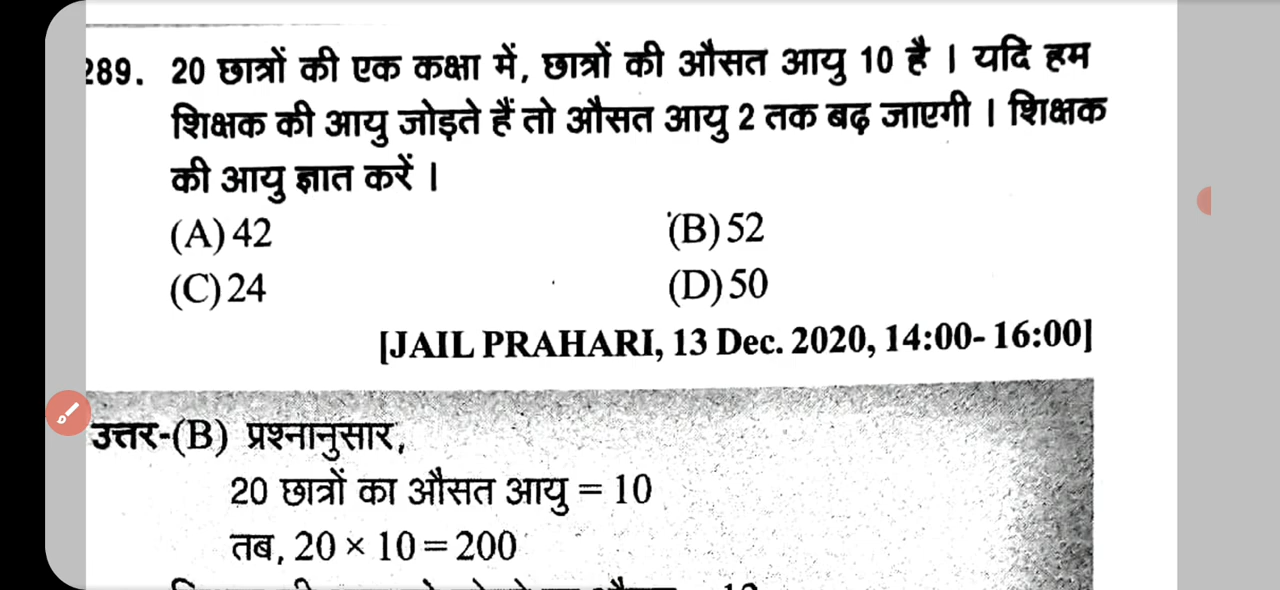 289. 20 छात्रों की एक कक्षा में, छात्रों की औसत आयु 10 है । यदि हम
शिक्षक की आयु जोड़ते हैं तो औसत आयु 2 तक बढ़ जाएगी । शिक्षक
की आयु ज्ञात करें ।
(A) 42 (B) 52
(C) 24 (D) 50
[JAIL PRAHARI, 13 Dec. 2020, 14:00- 16:00]
उत्तर-(B) प्रश्नानुसार,
20 छात्रों का औसत आयु = 10
तब, 20 × 10 = 200